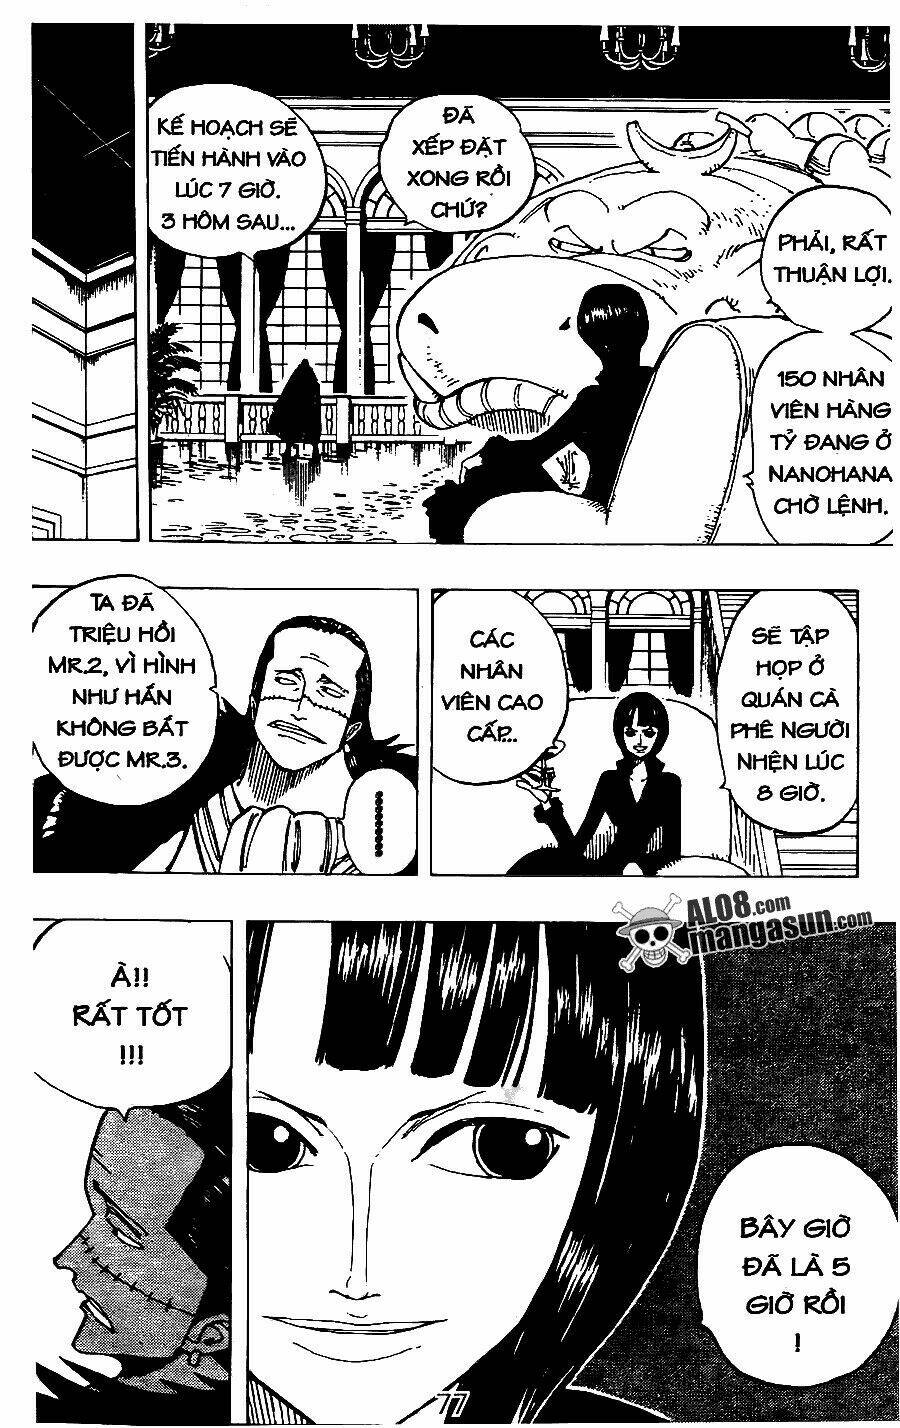 ĐÃ
XẾP ĐẶT
XONG RỒI
CHỨ?
KẾ HOẠCH SẼ
TIẾN HÀNH VÀO
LÚC 7 GIỜ.
3 HÔM SAU...
PHẢI, RẤT
THUẬN LỢI.
150 NHÂN
VIÊN HÀNG
TỶ ĐANG Ở
NANOHANA
CHỜ LỆNH.
TA ĐÃ
TRIỆU HỒI
MR.2, VÌ HÌNH
NHƯ HẮN
KHÔNG BẮT
ĐƯỢC MR.3.
.........
CÁC
NHÂN
VIÊN CAO
CẤP...
SẼ TẬP
HỌP Ở
QUÁN CÀ
PHÊ NGƯỜI
NHỆN LÚC
8 GIỜ.
AL08.com
mangasun.com
À!!
RẤT TỐT
!!!
BÂY GIỜ
ĐÃ LÀ 5
GIỜ RỒI
!
77